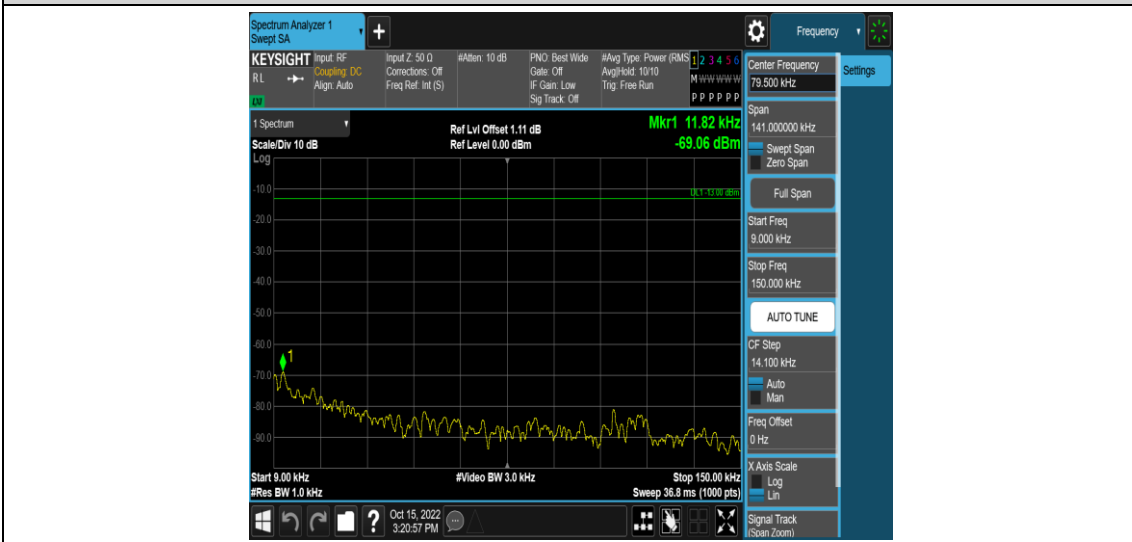 Spectrum Analyzer 1
Swept SA
+
Frequency
KEYSIGHT
RL
LXI
Input: RF
Coupling: DC
Align: Auto
Input Z: 50 Ω
Corrections: Off
Freq Ref: Int (S)
#Atten: 10 dB
PNO: Best Wide
Gate: Off
IF Gain: Low
Sig Track: Off
#Avg Type: Power (RMS
Avg|Hold: 10/10
Trig: Free Run
1 2 3 4 5 6
M W W W W W
P P P P P P
Center Frequency
79.500 kHz
Settings
1 Spectrum
Scale/Div 10 dB
Log
Ref Lvl Offset 1.11 dB
Ref Level 0.00 dBm
Mkr1 11.82 kHz
-69.06 dBm
DL1 -13.00 dBm
-10.0
-20.0
-30.0
-40.0
-50.0
-60.0
-70.0
-80.0
-90.0
1
Start 9.00 kHz
#Res BW 1.0 kHz
#Video BW 3.0 kHz
Stop 150.00 kHz
Sweep 36.8 ms (1000 pts)
Span
141.000000 kHz
Swept Span
Zero Span
Full Span
Start Freq
9.000 kHz
Stop Freq
150.000 kHz
AUTO TUNE
CF Step
14.100 kHz
Auto
Man
Freq Offset
0 Hz
X Axis Scale
Log
Lin
Signal Track
(Span Zoom)
?
Oct 15, 2022
3:20:57 PM